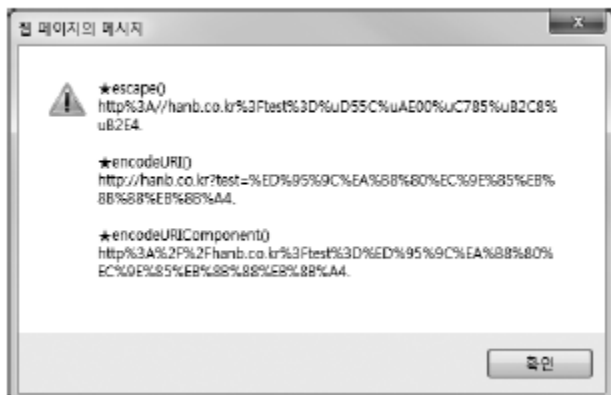 웹 페이지의 메시지
x
★escape()
http%3A//hanb.co.kr%3Ftest%3D%uD55C%uAE00%uC785%uB2C8%
uB2E4.
★encodeURI()
http://hanb.co.kr?test=%ED%95%9C%EA%B8%80%EC%9E%85%EB%
8B%88%EB%8B%A4.
★encodeURIComponent()
http%3A%2F%2Fhanb.co.kr%3Ftest%3D%ED%95%9C%EA%B8%80%
EC%9E%85%EB%8B%88%EB%8B%A4.
확인